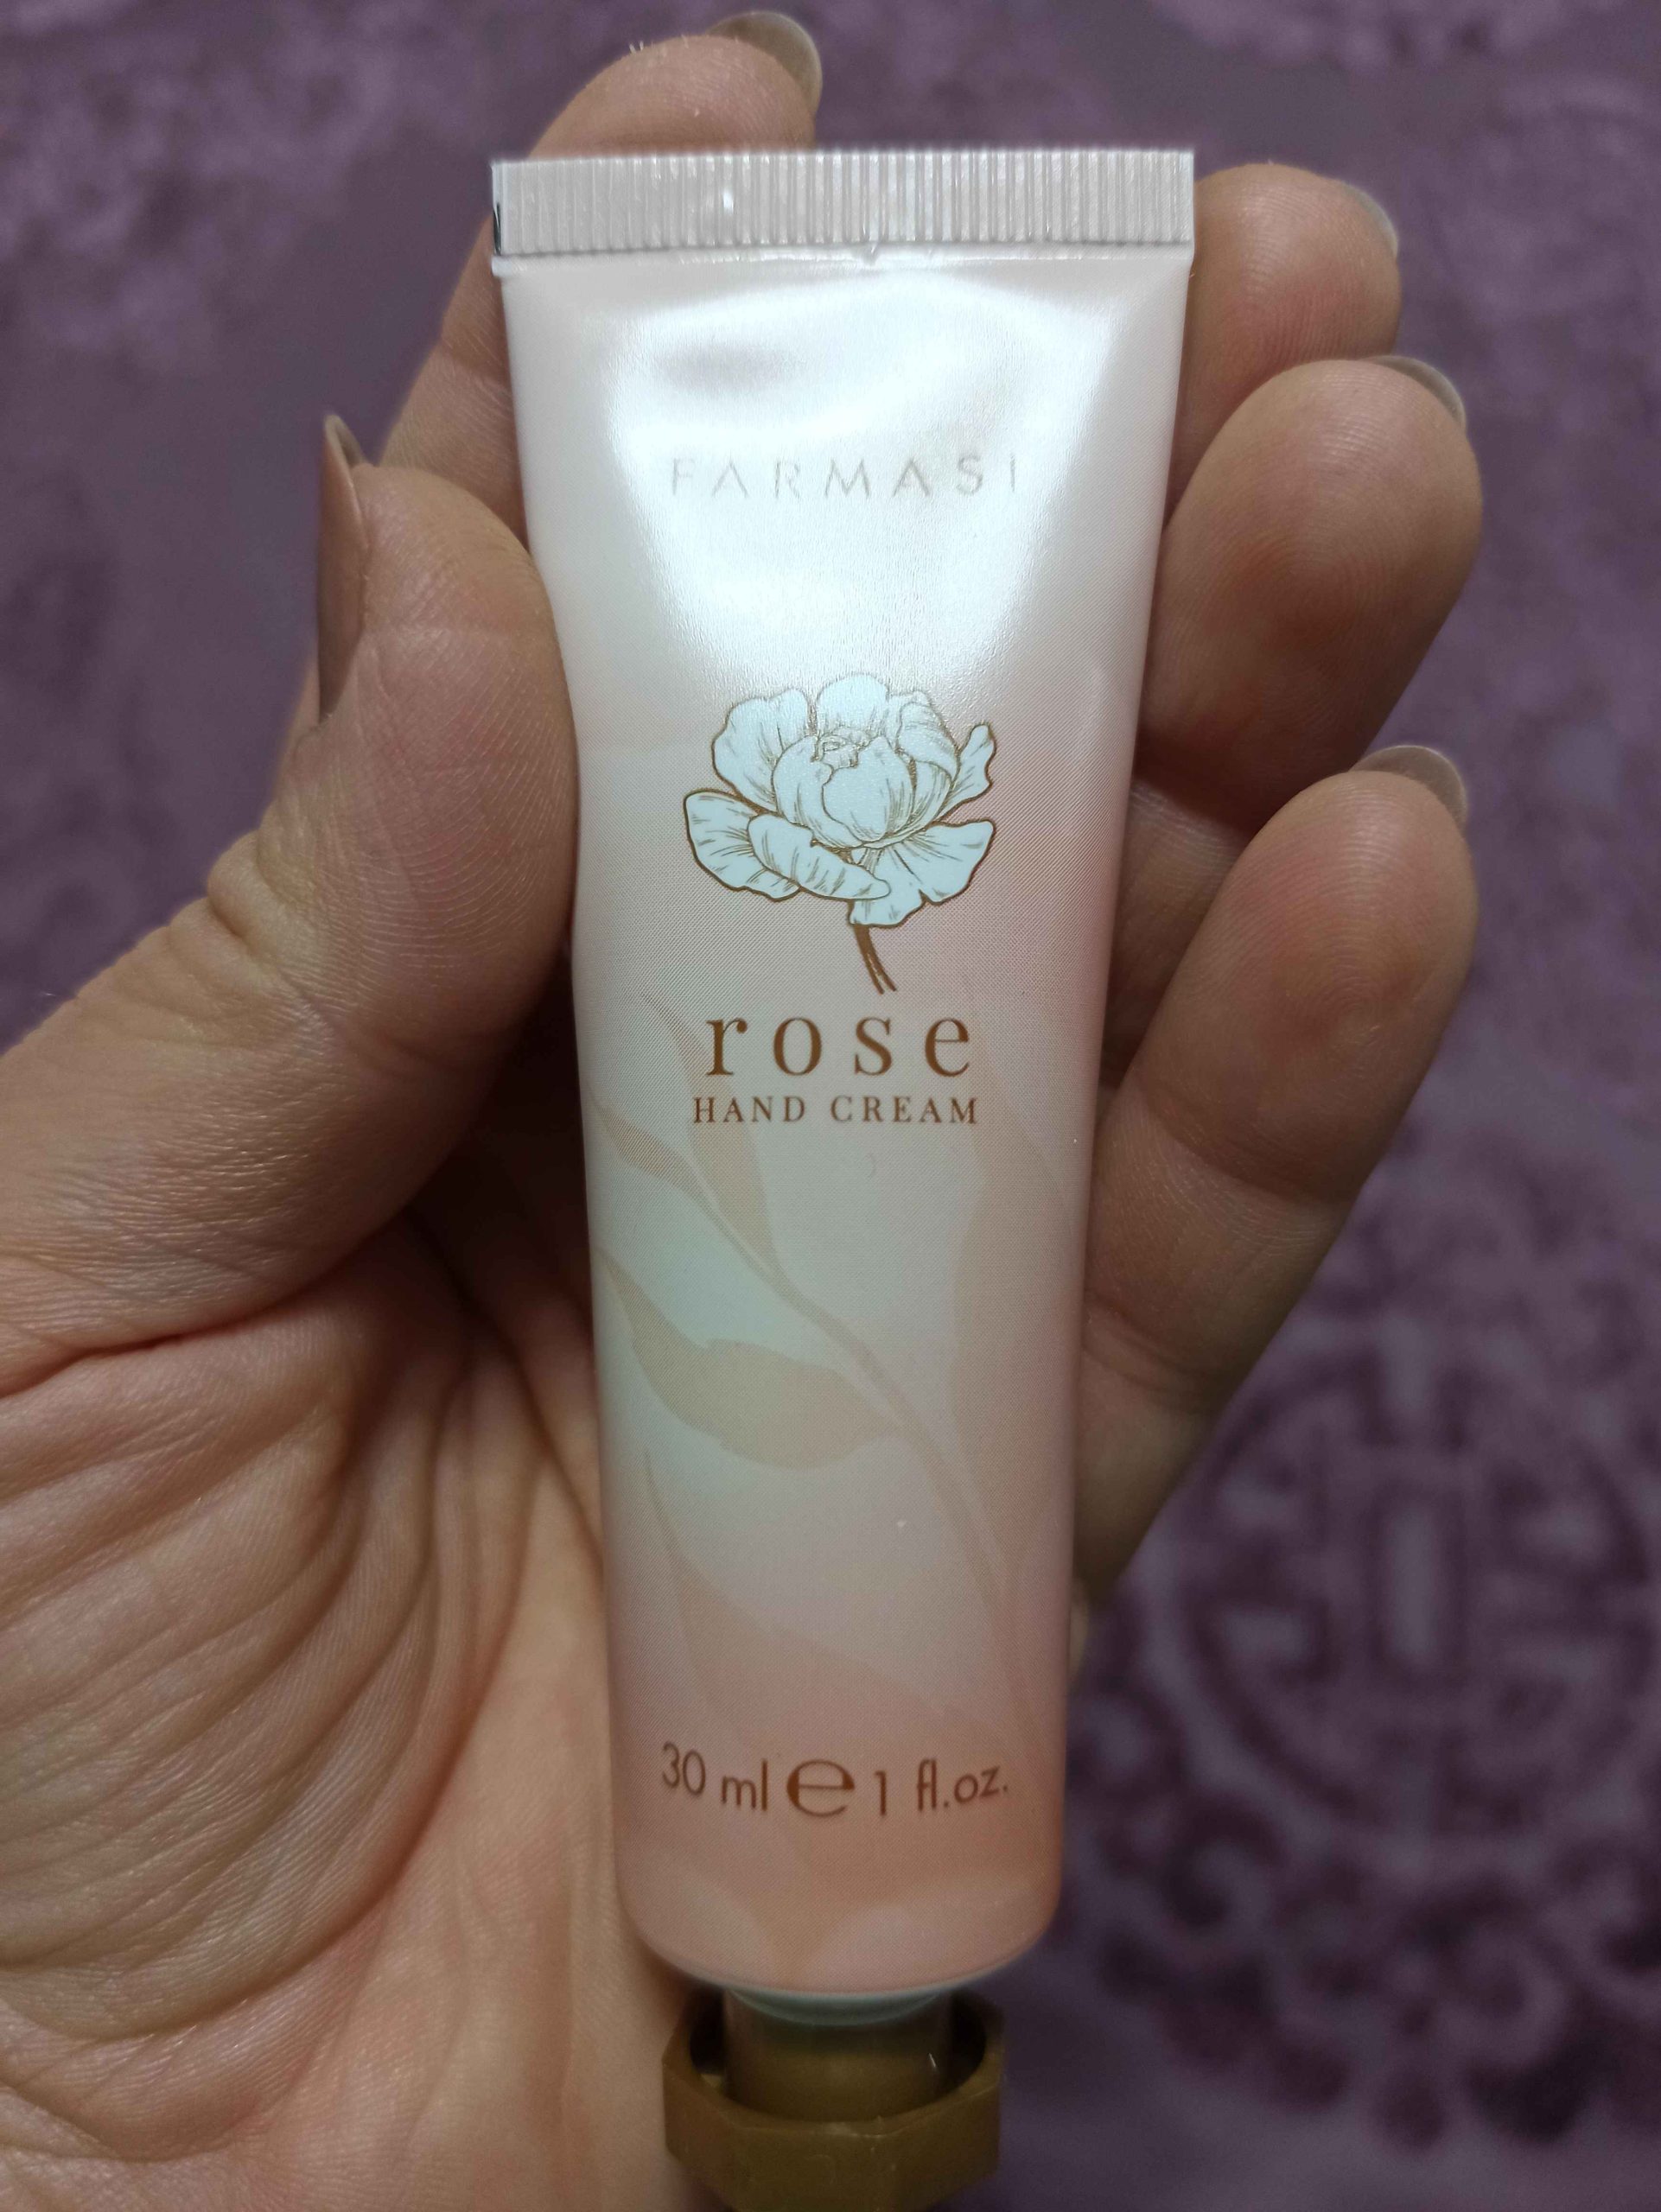 FARMASI
rose
HAND CREAM
30 ml e 1 fl.oz.